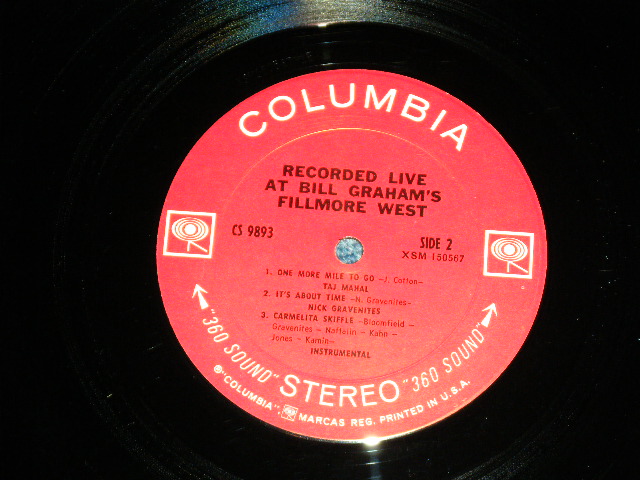 COLUMBIA
RECORDED LIVE
AT BILL GRAHAM'S
FILLMORE WEST
CS 9893
SIDE 2
XSM 150567
1. ONE MORE MILE TO GO -J. Cotton-
TAJ MAHAL
2. IT'S ABOUT TIME -N. Gravenites-
NICK GRAVENITES
3. CARMELITA SKIFFLE -Bloomfield -
Gravenites - Naftalin - Kahn -
Jones - Kamin-
INSTRUMENTAL
"360 SOUND" STEREO "360 SOUND"
® "COLUMBIA", MARCAS REG. PRINTED IN U.S.A.